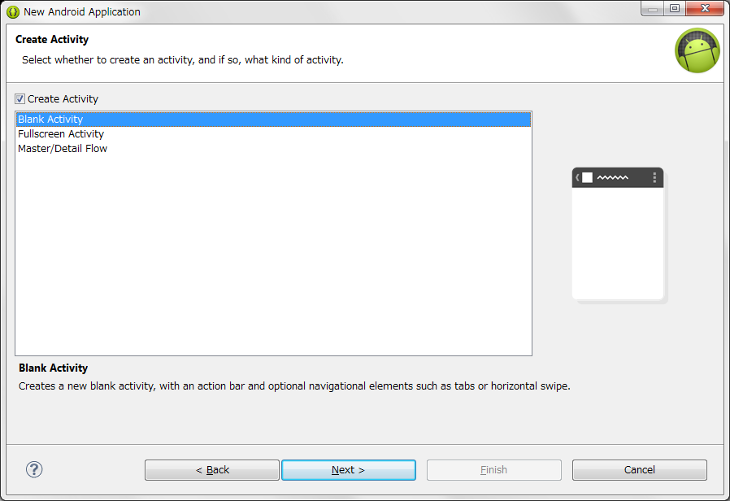 New Android Application
Create Activity
Select whether to create an activity, and if so, what kind of activity.
Create Activity
Blank Activity
Fullscreen Activity
Master/Detail Flow
Blank Activity
Creates a new blank activity, with an action bar and optional navigational elements such as tabs or horizontal swipe.
? < Back Next > Finish Cancel